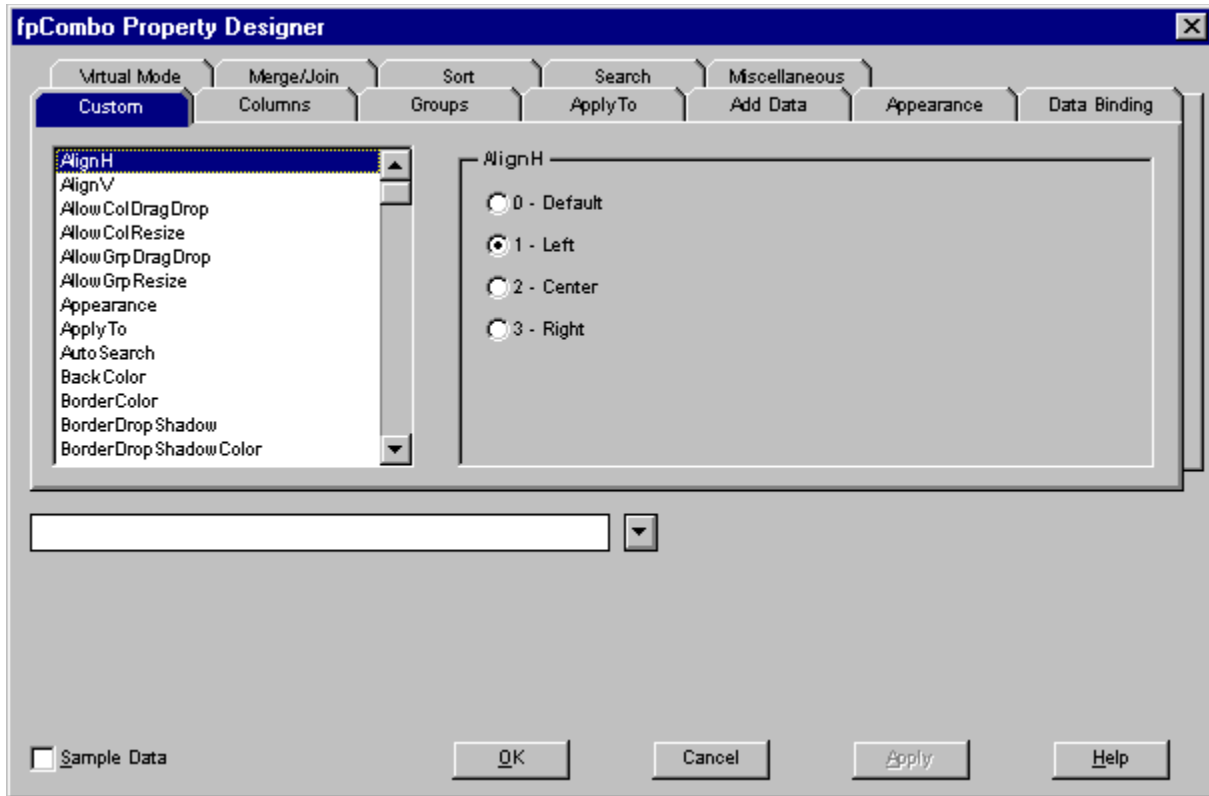 fpCombo Property Designer
Virtual Mode Merge/Join Sort Search Miscellaneous
Custom Columns Groups ApplyTo Add Data Appearance Data Binding
AlignH
AlignV
AllowColDragDrop
AllowColResize
AllowGrpDragDrop
AllowGrpResize
Appearance
ApplyTo
AutoSearch
BackColor
BorderColor
BorderDropShadow
BorderDropShadowColor
AlignH
0 - Default
1 - Left
2 - Center
3 - Right
Sample Data OK Cancel Apply Help